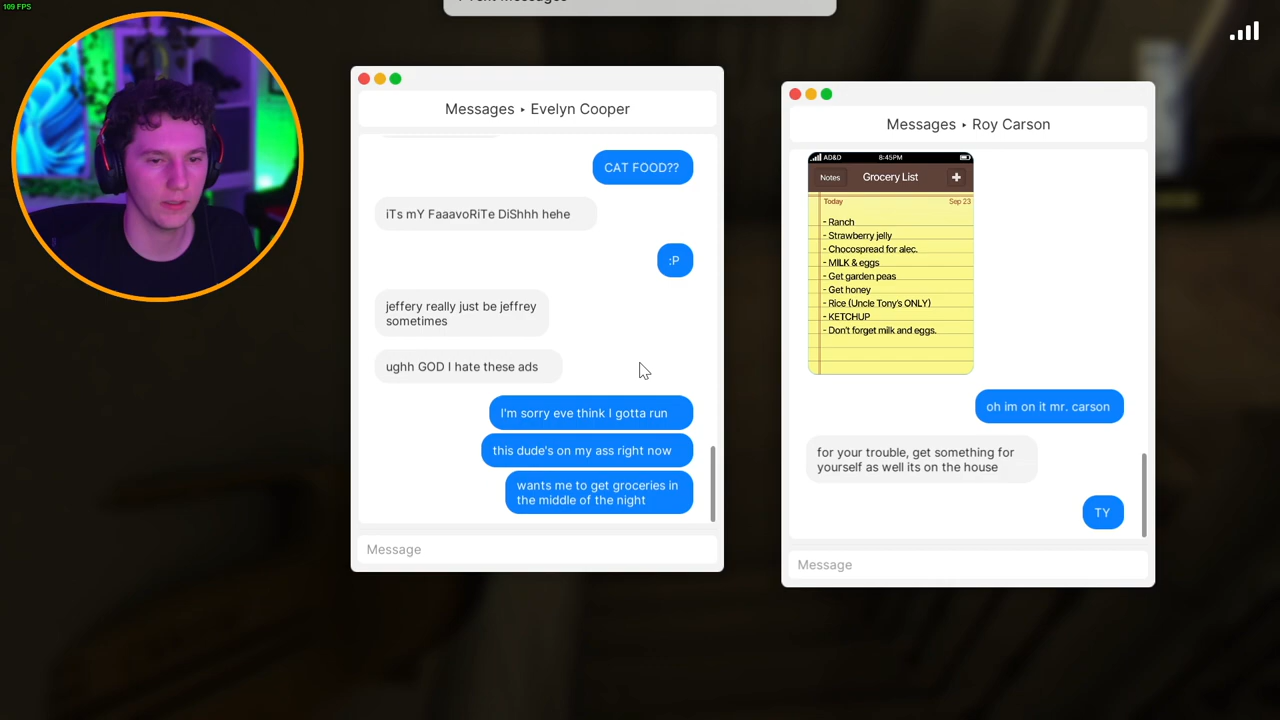 109 FPS
Messages ‣ Evelyn Cooper
CAT FOOD??
iTs mY FaaavoRiTe DiShhh hehe
:P
jeffery really just be jeffrey
sometimes
ughh GOD I hate these ads
I'm sorry eve think I gotta run
this dude's on my ass right now
wants me to get groceries in
the middle of the night
Message
Messages ‣ Roy Carson
AD&D 8:45PM
Notes Grocery List +
Today Sep 23
- Ranch
- Strawberry jelly
- Chocospread for alec.
- MILK & eggs
- Get garden peas
- Get honey
- Rice (Uncle Tony's ONLY)
- KETCHUP
- Don't forget milk and eggs.
oh im on it mr. carson
for your trouble, get something for
yourself as well its on the house
TY
Message